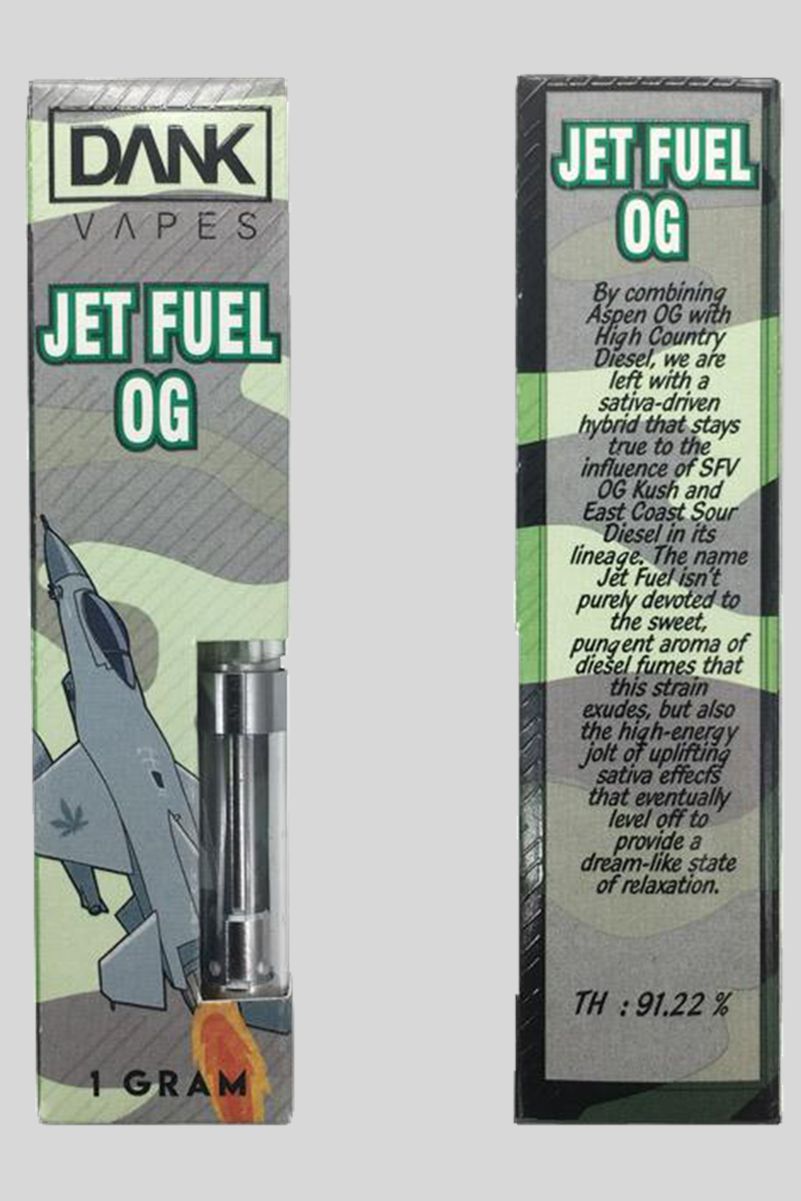 DANK
VAPES
JET FUEL
OG
1 GRAM
JET FUEL
OG
By combining
Aspen OG with
High Country
Diesel, we are
left with a
sativa-driven
hybrid that stays
true to the
influence of SFV
OG Kush and
East Coast Sour
Diesel in its
lineage. The name
Jet Fuel isn't
purely devoted to
the sweet,
pungent aroma of
diesel fumes that
this strain
exudes, but also
the high-energy
jolt of uplifting
sativa effects
that eventually
level off to
provide a
dream-like state
of relaxation.
TH : 91.22 %